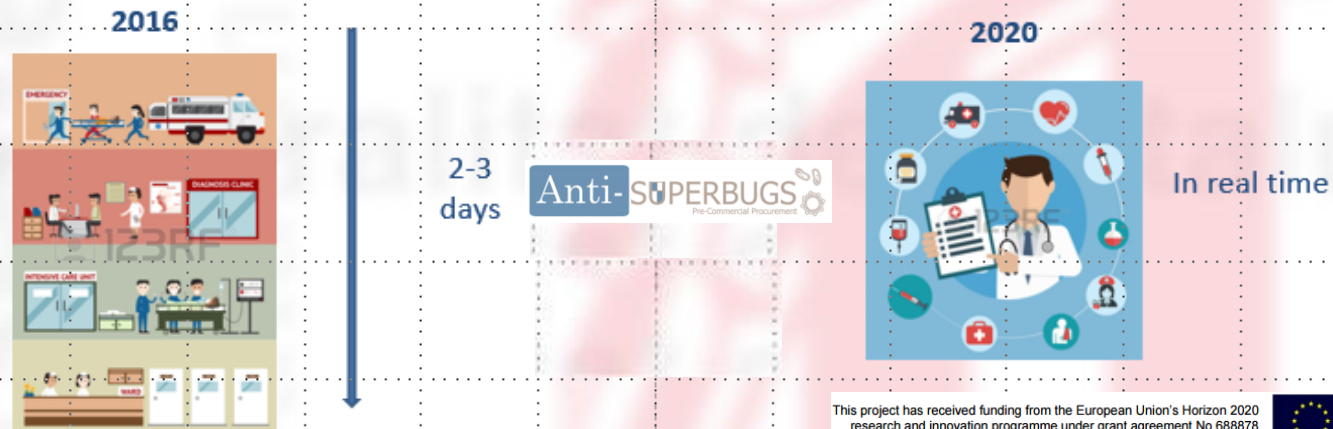 2016
EMERGENCY
DIAGNOSIS CLINIC
123RF
INTENSIVE CARE UNIT
WARD
2-3
days
Anti-SUPERBUGS
Pre-Commercial Procurement
2020
123RF
In real time
This project has received funding from the European Union's Horizon 2020
research and innovation programme under grant agreement No 688878